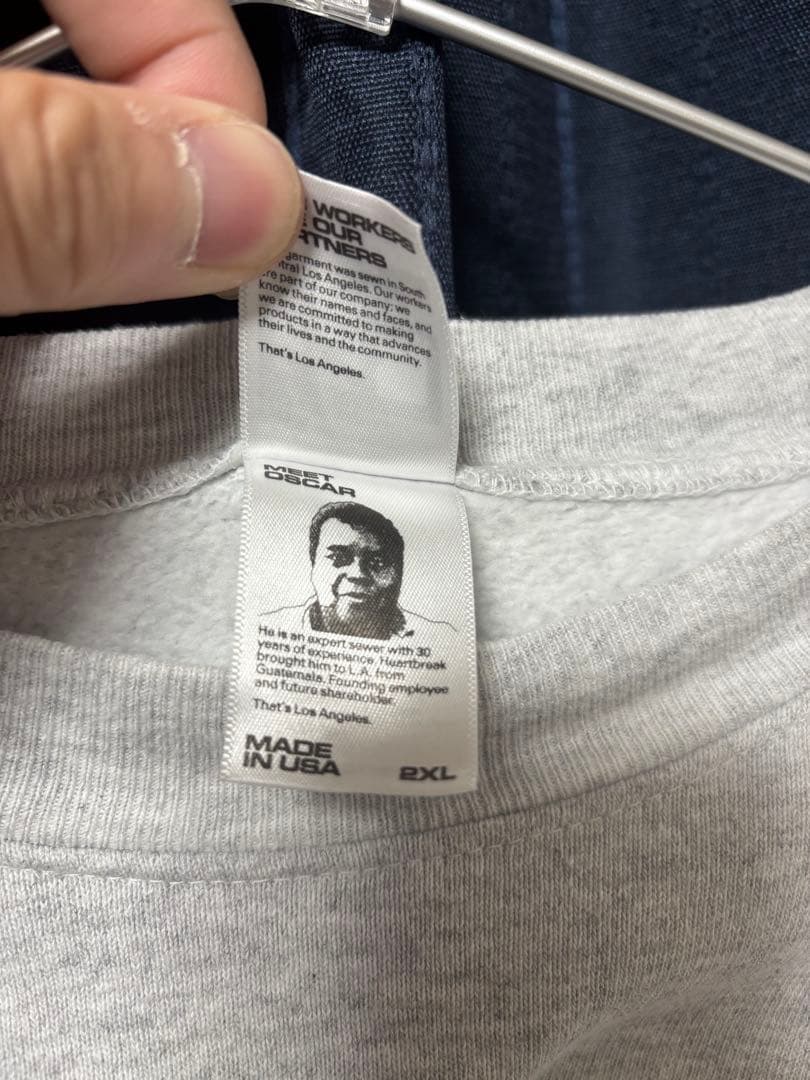 WORKERS
OUR
RTNERS
garment was sewn in South
tral Los Angeles. Our workers
re part of our company; we
know their names and faces, and
we are committed to making
products in a way that advances
their lives and the community.
That's Los Angeles.
MEET
OSCAR
He is an expert sewer with 30
years of experience. Heartbreak
brought him to L.A. from
Guatemala. Founding employee
and future shareholder.
That's Los Angeles.
MADE
IN USA
2XL